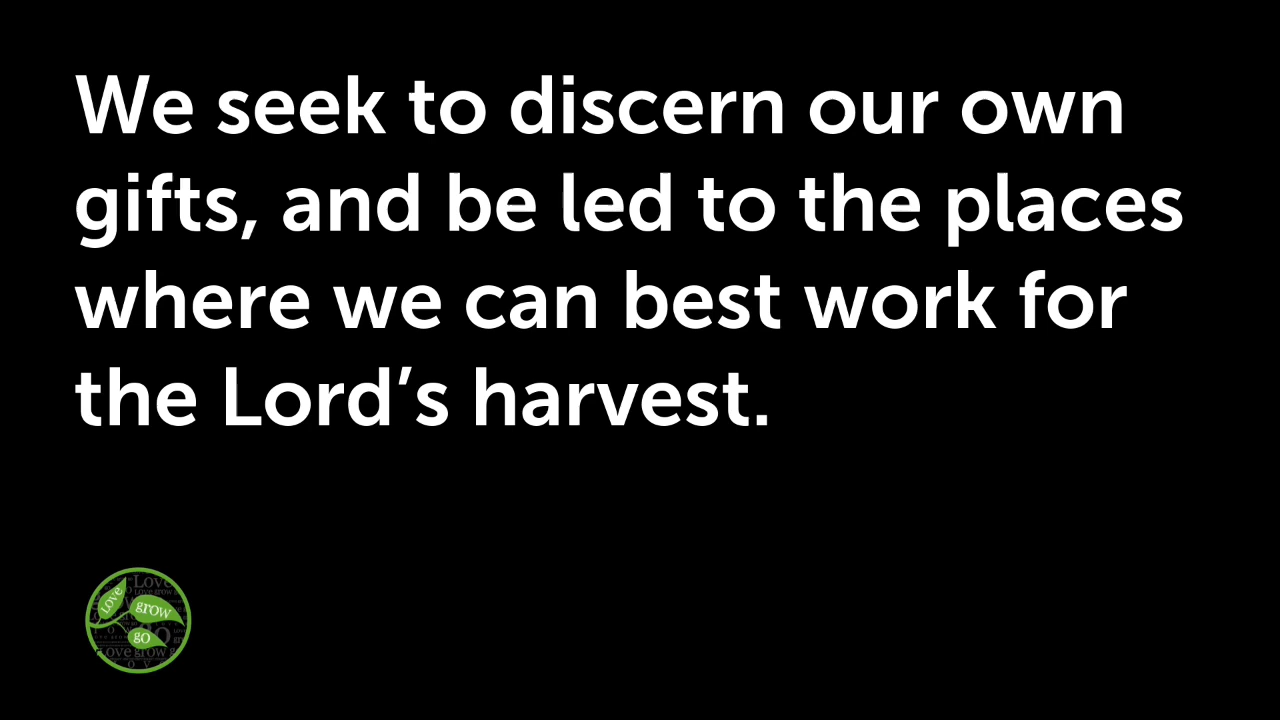 We seek to discern our own
gifts, and be led to the places
where we can best work for
the Lord’s harvest.
Love
grow
go